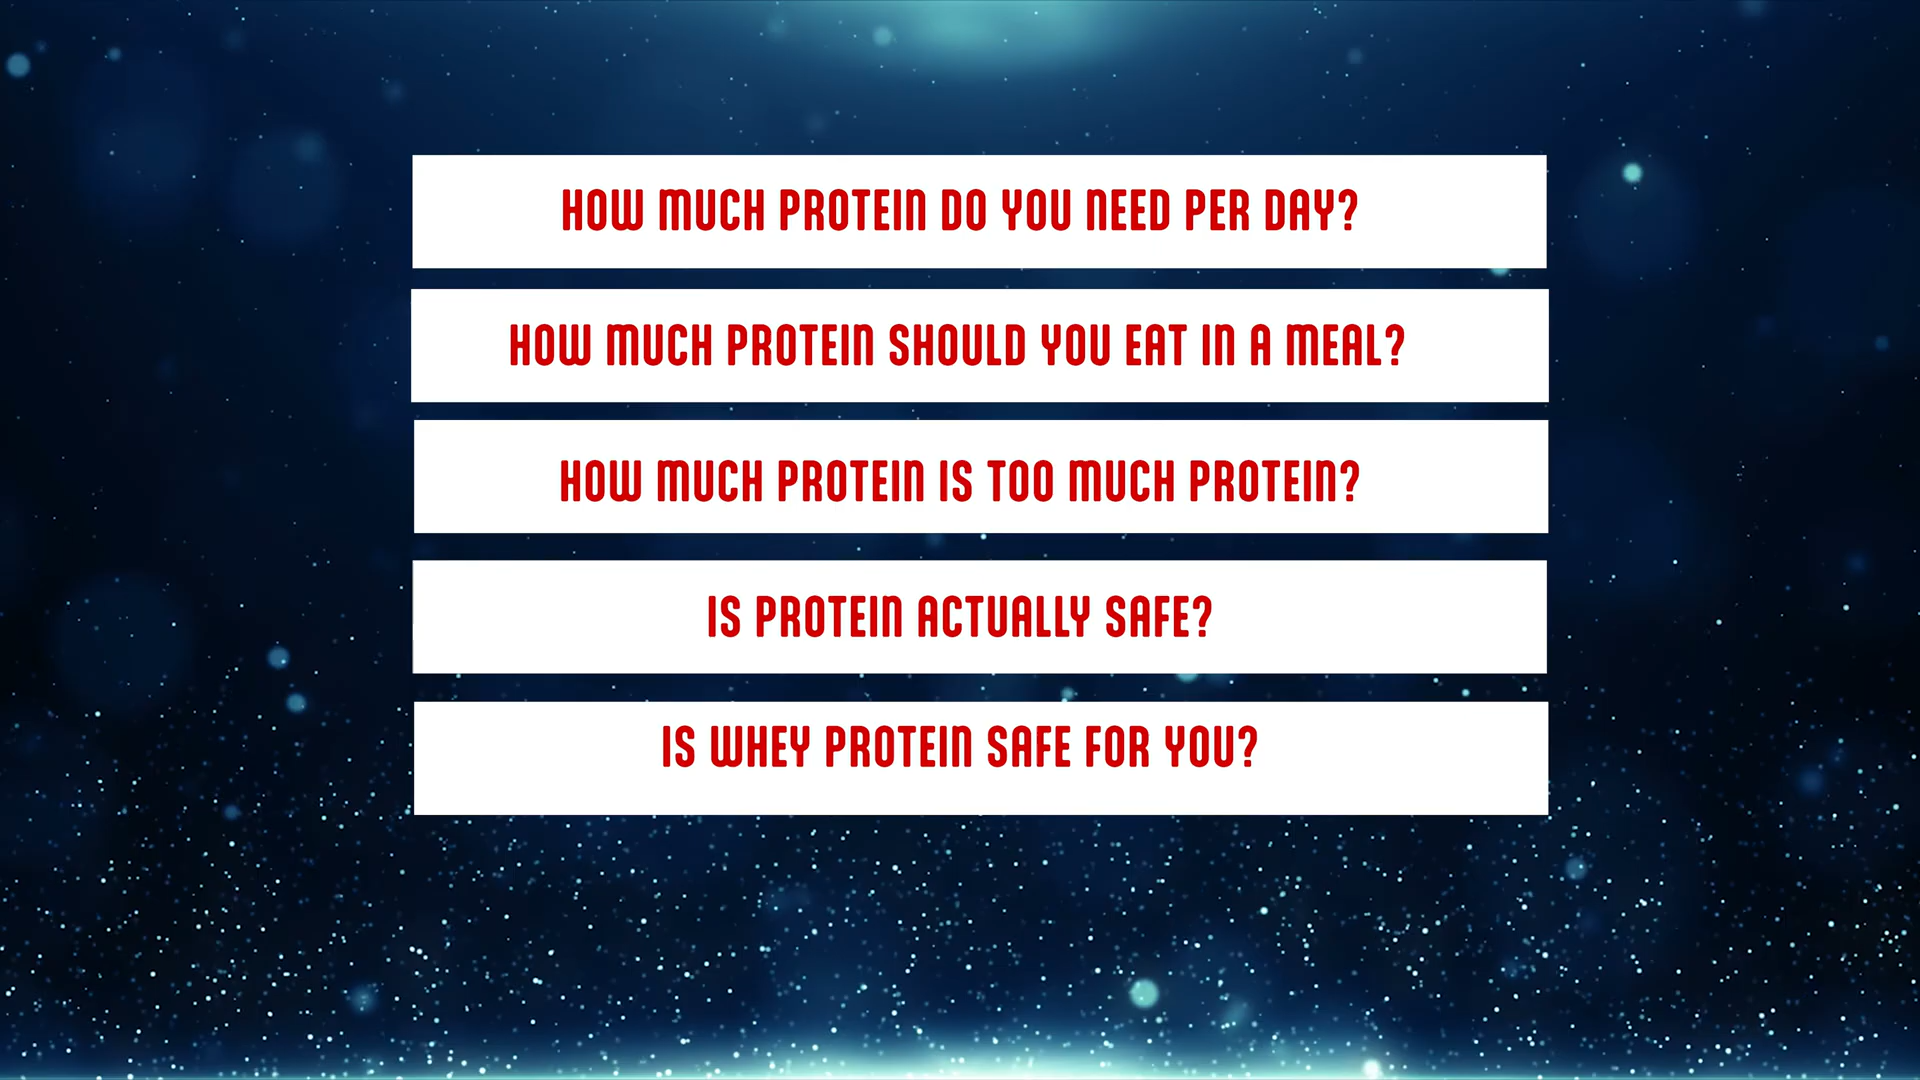 HOW MUCH PROTEIN DO YOU NEED PER DAY?
HOW MUCH PROTEIN SHOULD YOU EAT IN A MEAL?
HOW MUCH PROTEIN IS TOO MUCH PROTEIN?
IS PROTEIN ACTUALLY SAFE?
IS WHEY PROTEIN SAFE FOR YOU?